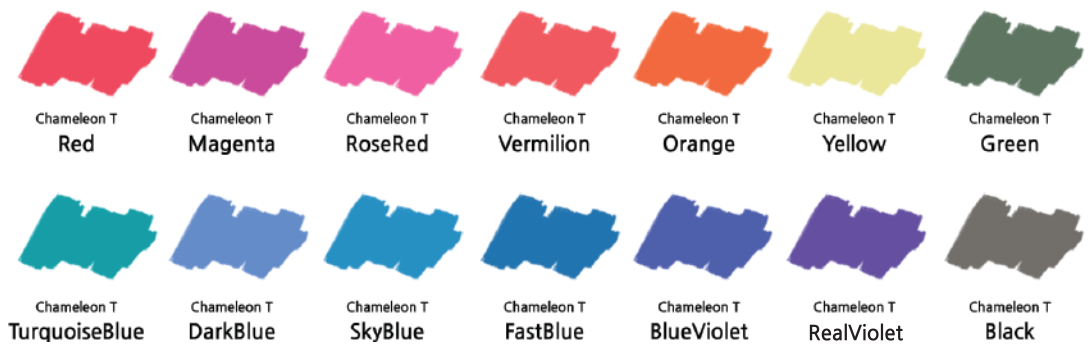 Chameleon T Chameleon T Chameleon T Chameleon T Chameleon T Chameleon T Chameleon T
Red Magenta RoseRed Vermilion Orange Yellow Green
Chameleon T Chameleon T Chameleon T Chameleon T Chameleon T Chameleon T Chameleon T
TurquoiseBlue DarkBlue SkyBlue FastBlue BlueViolet RealViolet Black